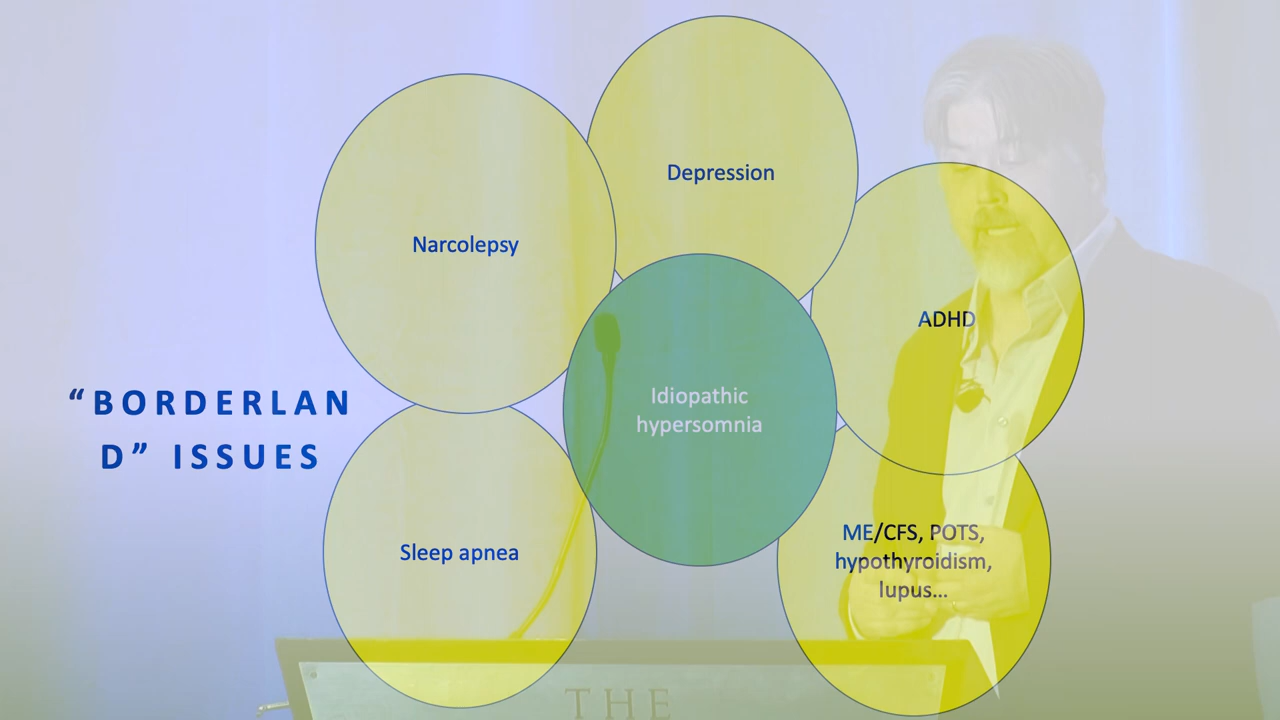 Depression
Narcolepsy
ADHD
Idiopathic
hypersomnia
“BORDERLAN
D” ISSUES
Sleep apnea
ME/CFS, POTS,
hypothyroidism,
lupus…
THE